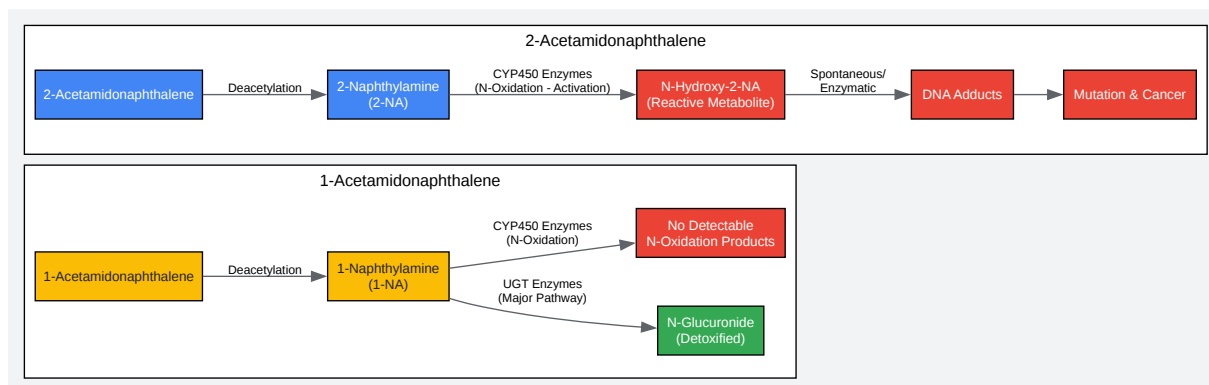 2-Acetamidonaphthalene
2-Acetamidonaphthalene
Deacetylation
2-Naphthylamine
(2-NA)
CYP450 Enzymes
(N-Oxidation - Activation)
N-Hydroxy-2-NA
(Reactive Metabolite)
Spontaneous/
Enzymatic
DNA Adducts
Mutation & Cancer
1-Acetamidonaphthalene
1-Acetamidonaphthalene
Deacetylation
1-Naphthylamine
(1-NA)
CYP450 Enzymes
(N-Oxidation)
No Detectable
N-Oxidation Products
UGT Enzymes
(Major Pathway)
N-Glucuronide
(Detoxified)